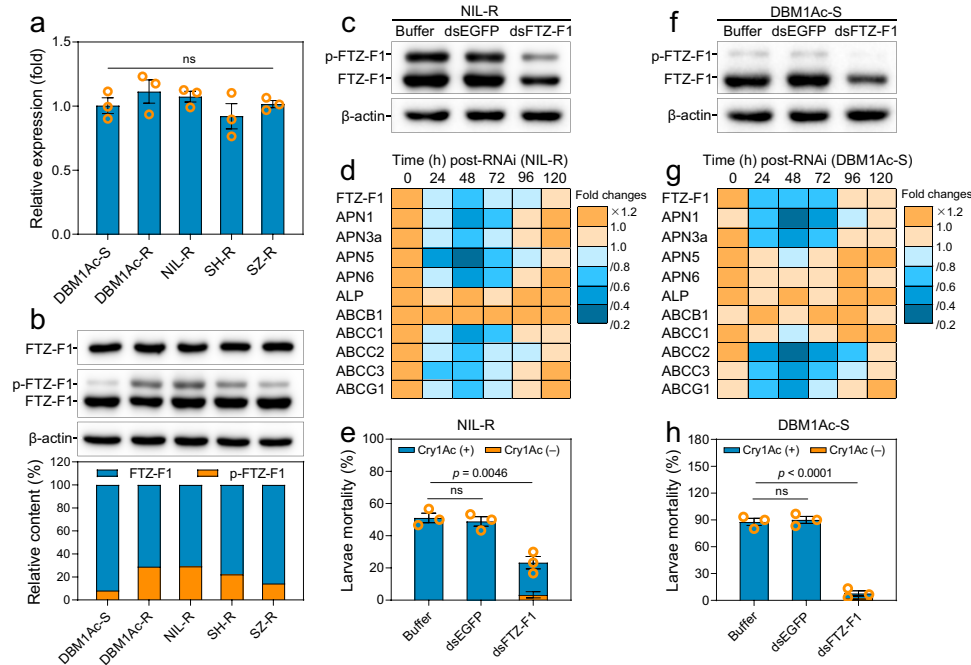 a
Relative expression (fold)
1.5
1.0
0.5
0.0
ns
DBM1Ac-S
DBM1Ac-R
NIL-R
SH-R
SZ-R
b
FTZ-F1
p-FTZ-F1
FTZ-F1
β-actin
Relative content (%)
FTZ-F1
p-FTZ-F1
100
80
60
40
20
0
DBM1Ac-S
DBM1Ac-R
NIL-R
SH-R
SZ-R
c
NIL-R
Buffer dsEGFP dsFTZ-F1
p-FTZ-F1
FTZ-F1
β-actin
d
Time (h) post-RNAi (NIL-R)
0 24 48 72 96 120
FTZ-F1
APN1
APN3a
APN5
APN6
ALP
ABCB1
ABCC1
ABCC2
ABCC3
ABCG1
Fold changes
×1.2
1.0
/0.8
/0.6
/0.4
/0.2
e
NIL-R
Larvae mortality (%)
Cry1Ac (+) Cry1Ac (–)
100
80
60
40
20
0
p = 0.0046
ns
Buffer
dsEGFP
dsFTZ-F1
f
DBM1Ac-S
Buffer dsEGFP dsFTZ-F1
p-FTZ-F1
FTZ-F1
β-actin
g
Time (h) post-RNAi (DBM1Ac-S)
0 24 48 72 96 120
FTZ-F1
APN1
APN3a
APN5
APN6
ALP
ABCB1
ABCC1
ABCC2
ABCC3
ABCG1
Fold changes
×1.2
1.0
/0.8
/0.6
/0.4
/0.2
h
DBM1Ac-S
Larvae mortality (%)
Cry1Ac (+) Cry1Ac (–)
180
150
120
90
60
30
0
p < 0.0001
ns
Buffer
dsEGFP
dsFTZ-F1